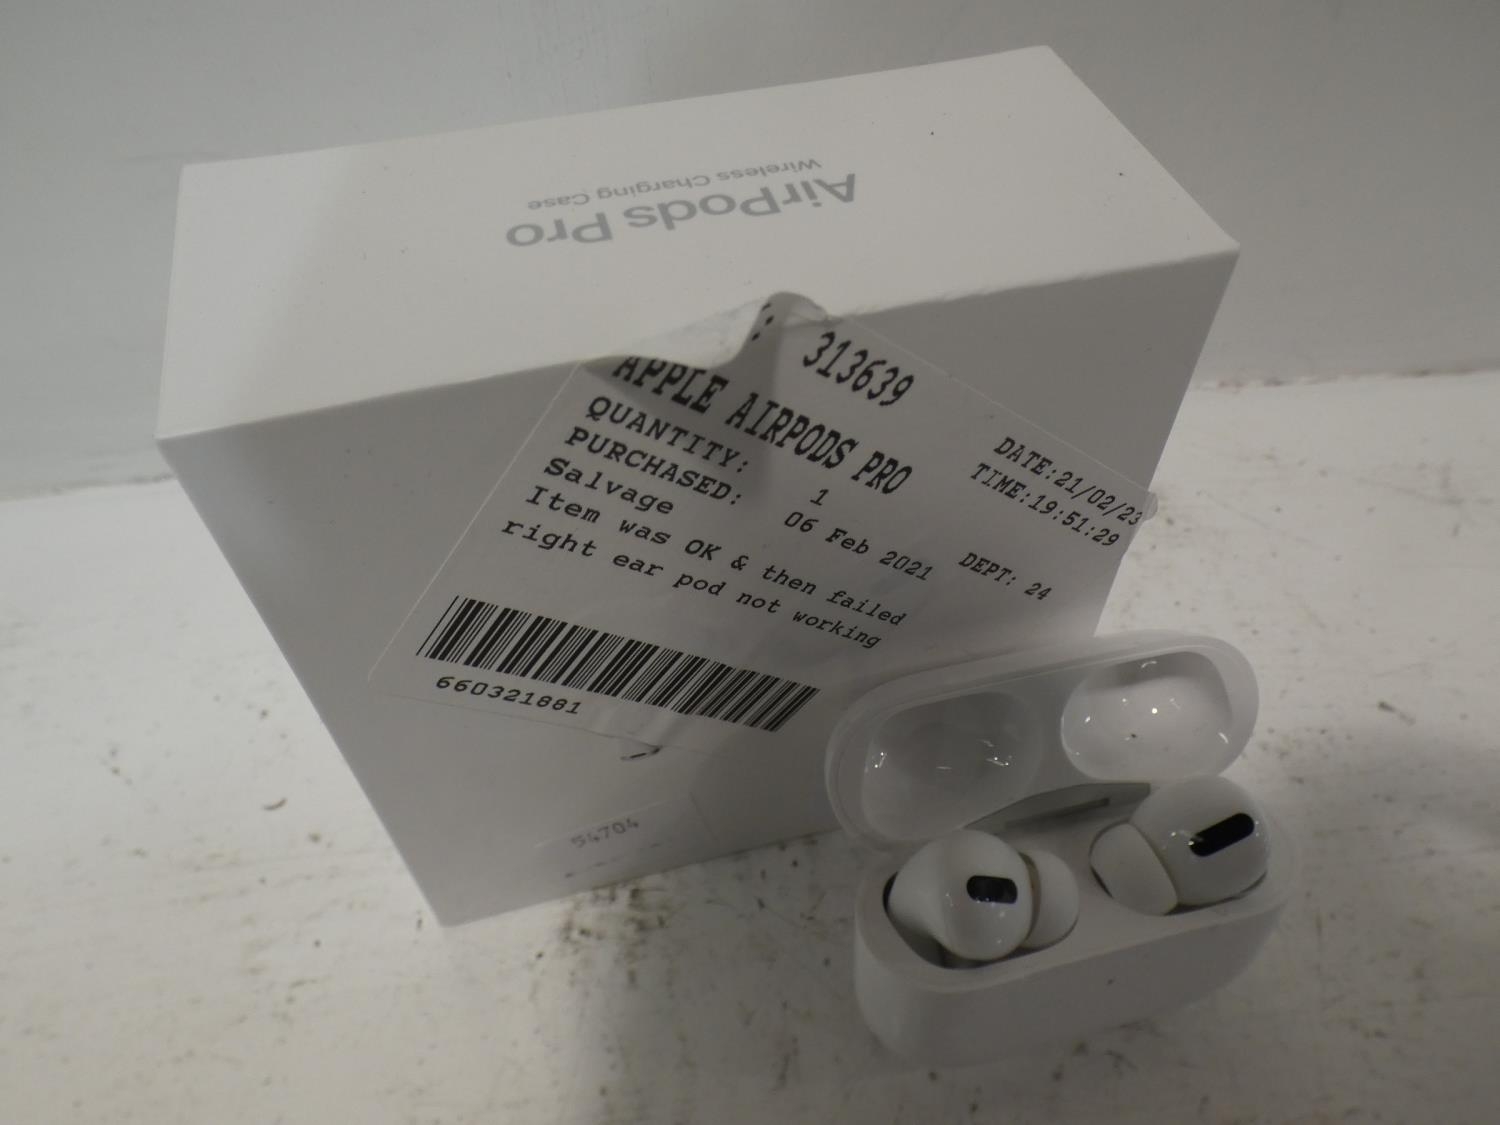 AirPods Pro
Wireless Charging Case
: 313639
APPLE AIRPODS PRO
DATE:21/02/23
TIME:19:51:29
QUANTITY: 1
PURCHASED: 06 Feb 2021
DEPT: 24
Salvage
Item was OK & then failed
right ear pod not working
660321881
54704